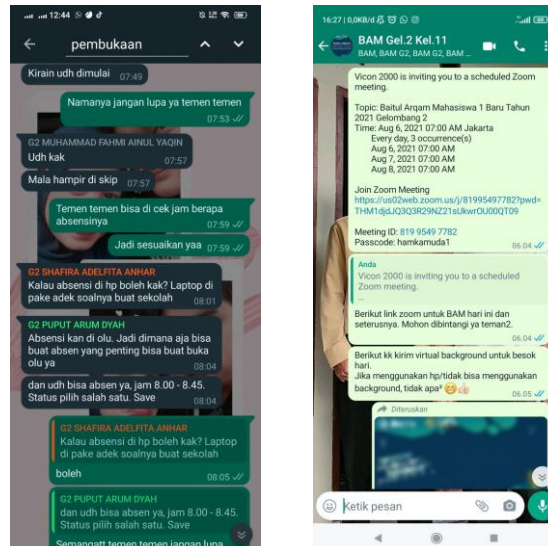 12:44
pembukaan
Kirain udh dimulai 07:49
Namanya jangan lupa ya temen temen
07:53
G2 MUHAMMAD FAHMI AINUL YAQIN
Udh kak
07:57
Mala hampir di skip 07:57
Temen temen bisa di cek jam berapa
absensinya
07:59
Jadi sesuaikan yaa 07:59
G2 SHAFIRA ADELFITA ANHAR
Kalau absensi di hp boleh kak? Laptop di
pake adek soalnya buat sekolah
08:01
G2 PUPUT ARUM DYAH
Absensi kan di olu. Jadi dimana aja bisa
buat absen yang penting bisa buat buka
olu ya
08:04
dan udh bisa absen ya, jam 8.00 - 8.45.
Status pilih salah satu. Save
08:04
G2 SHAFIRA ADELFITA ANHAR
Kalau absensi di hp boleh kak? Laptop
di pake adek soalnya buat sekolah
boleh
08:05
G2 PUPUT ARUM DYAH
dan udh bisa absen ya, jam 8.00 - 8.45.
Status pilih salah satu. Save
Semangatt temen temen jangan lupa
16:27 | 0,0KB/d
BAM Gel.2 Kel.11
BAM, BAM G2, BAM G2, BAM ...
Vicon 2000 is inviting you to a scheduled Zoom
meeting.
Topic: Baitul Arqam Mahasiswa 1 Baru Tahun
2021 Gelombang 2
Time: Aug 6, 2021 07:00 AM Jakarta
Every day, 3 occurrence(s)
Aug 6, 2021 07:00 AM
Aug 7, 2021 07:00 AM
Aug 8, 2021 07:00 AM
Join Zoom Meeting
https://us02web.zoom.us/j/81995497782?pwd=
THM1djdJQ3Q3R29NZ21sUkwrOU00QT09
Meeting ID: 819 9549 7782
Passcode: hamkamuda1
06.04
Anda
Vicon 2000 is inviting you to a scheduled
Zoom meeting.
...
Berikut link zoom untuk BAM hari ini dan
seterusnya. Mohon dibintangi ya teman2.
06.04
Berikut kk kirim virtual background untuk besok
hari.
Jika menggunakan hp/tidak bisa menggunakan
background, tidak apa²
06.05
Diteruskan
Ketik pesan